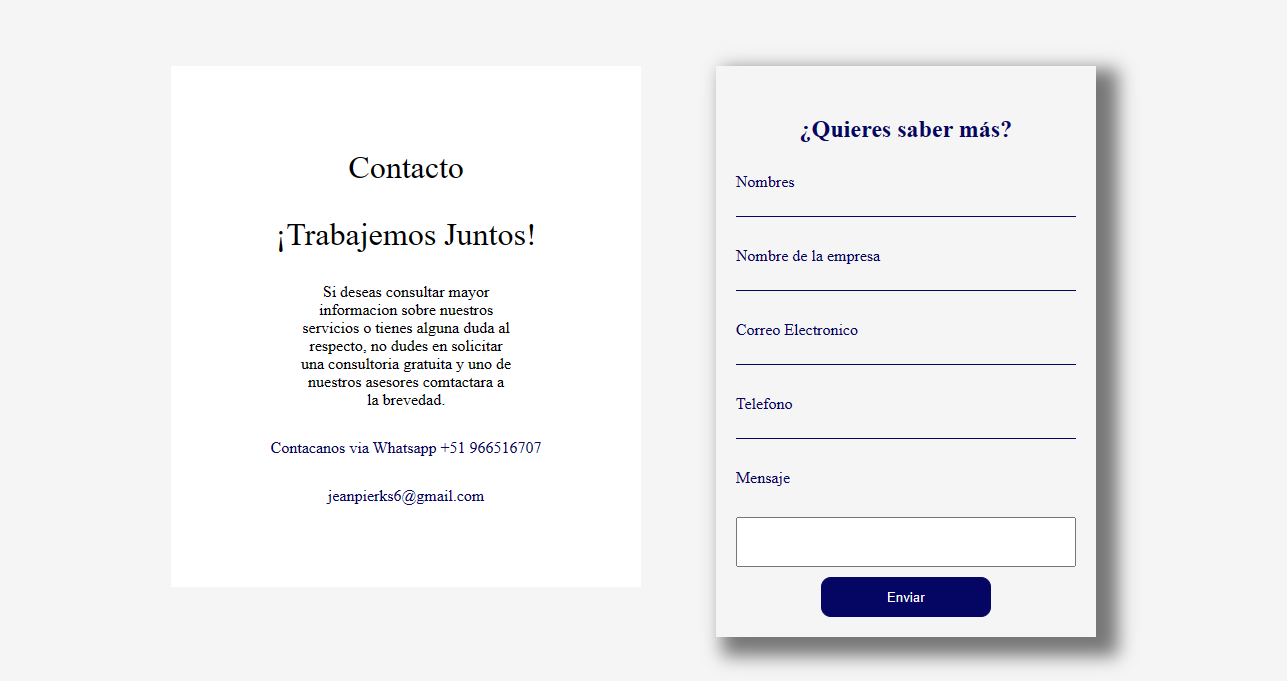 Contacto
¡Trabajemos Juntos!
Si deseas consultar mayor
informacion sobre nuestros
servicios o tienes alguna duda al
respecto, no dudes en solicitar
una consultoria gratuita y uno de
nuestros asesores comtactara a
la brevedad.
Contacanos via Whatsapp +51 966516707
jeanpierks6@gmail.com
¿Quieres saber más?
Nombres
Nombre de la empresa
Correo Electronico
Telefono
Mensaje
Enviar